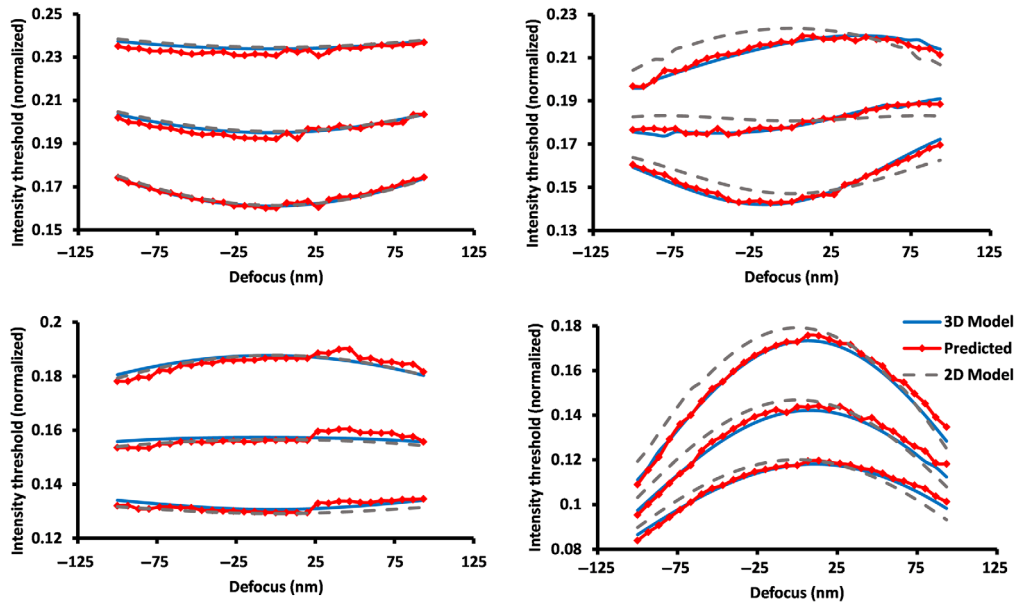 Intensity threshold (normalized)
0.25
0.23
0.21
0.19
0.17
0.15
−125 −75 −25 25 75 125
Defocus (nm)
Intensity threshold (normalized)
0.23
0.21
0.19
0.17
0.15
0.13
−125 −75 −25 25 75 125
Defocus (nm)
Intensity threshold (normalized)
0.2
0.18
0.16
0.14
0.12
−125 −75 −25 25 75 125
Defocus (nm)
Intensity threshold (normalized)
0.18
0.16
0.14
0.12
0.1
0.08
−125 −75 −25 25 75 125
Defocus (nm)
3D Model
Predicted
2D Model